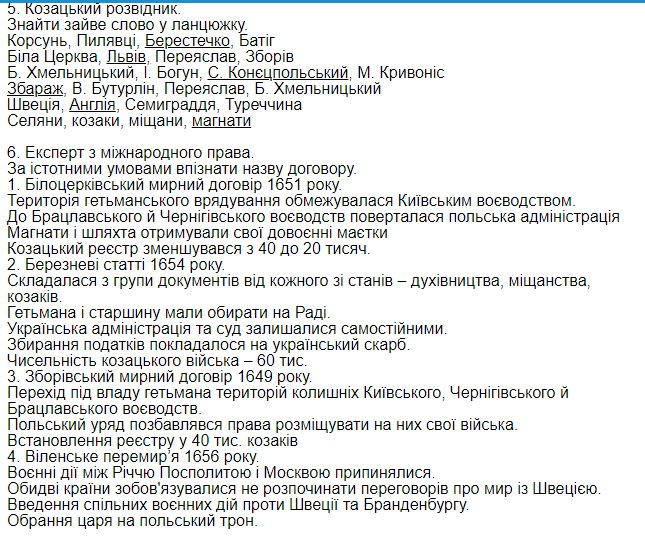 5. Козацький розвідник.
Знайти зайве слово у ланцюжку.
Корсунь, Пилявці, Берестечко, Батіг
Біла Церква, Львів, Переяслав, Зборів
Б. Хмельницький, І. Богун, С. Конєцпольський, М. Кривоніс
Збараж, В. Бутурлін, Переяслав, Б. Хмельницький
Швеція, Англія, Семиграддя, Туреччина
Селяни, козаки, міщани, магнати
6. Експерт з міжнародного права.
За істотними умовами впізнати назву договору.
1. Білоцерківський мирний договір 1651 року.
Територія гетьманського врядування обмежувалася Київським воєводством.
До Брацлавського й Чернігівського воєводств поверталася польська адміністрація
Магнати і шляхта отримували свої довоєнні маєтки
Козацький реєстр зменшувався з 40 до 20 тисяч.
2. Березневі статті 1654 року.
Складалася з групи документів від кожного зі станів – духівництва, міщанства,
козаків.
Гетьмана і старшину мали обирати на Раді.
Українська адміністрація та суд залишалися самостійними.
Збирання податків покладалося на український скарб.
Чисельність козацького війська – 60 тис.
3. Зборівський мирний договір 1649 року.
Перехід під владу гетьмана територій колишніх Київського, Чернігівського й
Брацлавського воєводств.
Польський уряд позбавлявся права розміщувати на них свої війська.
Встановлення реєстру у 40 тис. козаків
4. Віленське перемир’я 1656 року.
Воєнні дії між Річчю Посполитою і Москвою припинялися.
Обидві країни зобов'язувалися не розпочинати переговорів про мир із Швецією.
Введення спільних воєнних дій проти Швеції та Бранденбургу.
Обрання царя на польський трон.